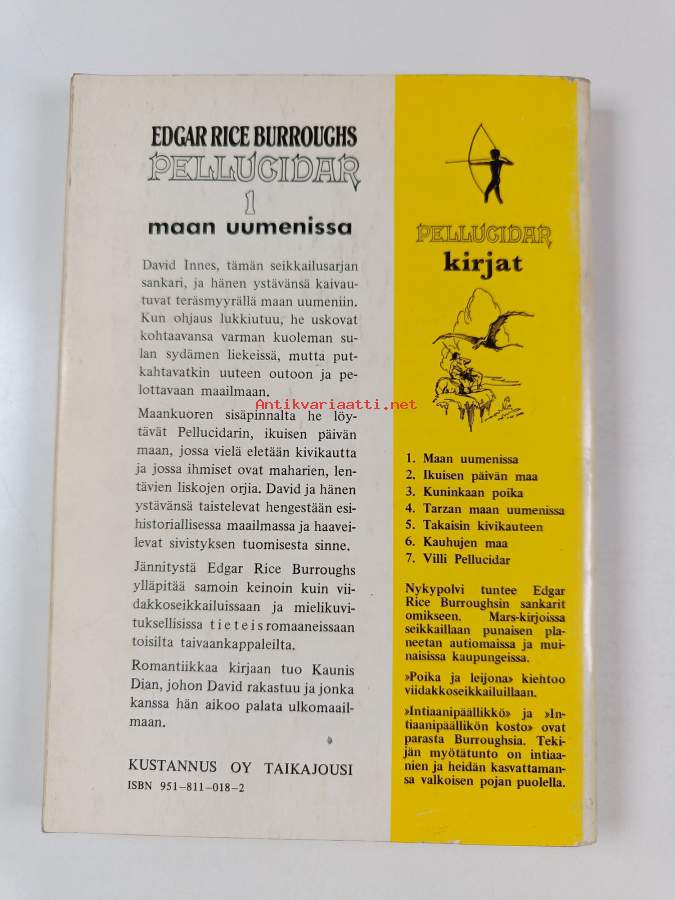 EDGAR RICE BURROUGHS
PELLUCIDAR
1
maan uumenissa
David Innes, tämän seikkailusarjan
sankari, ja hänen ystävänsä kaivau-
tuvat teräsmyyrällä maan uumeniin.
Kun ohjaus lukkiutuu, he uskovat
kohtaavansa varman kuoleman su-
lan sydämen liekeissä, mutta put-
kahtavatkin uuteen outoon ja pe-
lottavaan maailmaan.
Maankuoren sisäpinnalta he löy-
tävät Pellucidarin, ikuisen päivän
maan, jossa vielä eletään kivikautta
ja jossa ihmiset ovat maharien, len-
tävien liskojen orjia. David ja hänen
ystävänsä taistelevat hengestään esi-
historiallisessa maailmassa ja haavei-
levat sivistyksen tuomisesta sinne.
Jännitystä Edgar Rice Burroughs
ylläpitää samoin keinoin kuin vii-
dakkoseikkailuissaan ja mielikuvi-
tuksellisissa tieteisromaaneissaan
toisilta taivaankappaleilta.
Romantiikkaa kirjaan tuo Kaunis
Dian, johon David rakastuu ja jonka
kanssa hän aikoo palata ulkomaail-
maan.
KUSTANNUS OY TAIKAJOUSI
ISBN 951-811-018-2
PELLUCIDAR
kirjat
1. Maan uumenissa
2. Ikuisen päivän maa
3. Kuninkaan poika
4. Tarzan maan uumenissa
5. Takaisin kivikauteen
6. Kauhujen maa
7. Villi Pellucidar
Nykypolvi tuntee Edgar
Rice Burroughsin sankarit
omikseen. Mars-kirjoissa
seikkaillaan punaisen pla-
neetan autiomaissa ja mui-
naisissa kaupungeissa.
»Poika ja leijona» kiehtoo
viidakkoseikkailuillaan.
»Intiaanipäällikkö» ja »In-
tiaanipäällikön kosto» ovat
parasta Burroughsia. Teki-
jän myötätunto on intiaa-
nien ja heidän kasvattaman-
sa valkoisen pojan puolella.
Antikvariaatti.net